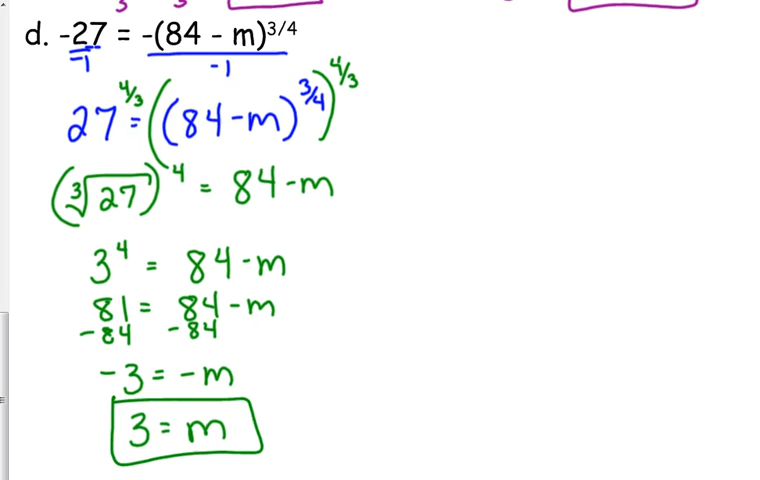 d. -27 = -(84 - m)^3/4
-1 -1
27^4/3 = ((84-m)^3/4)^4/3
(∛27)^4 = 84-m
3^4 = 84-m
81 = 84-m
-84 -84
-3 = -m
3 = m